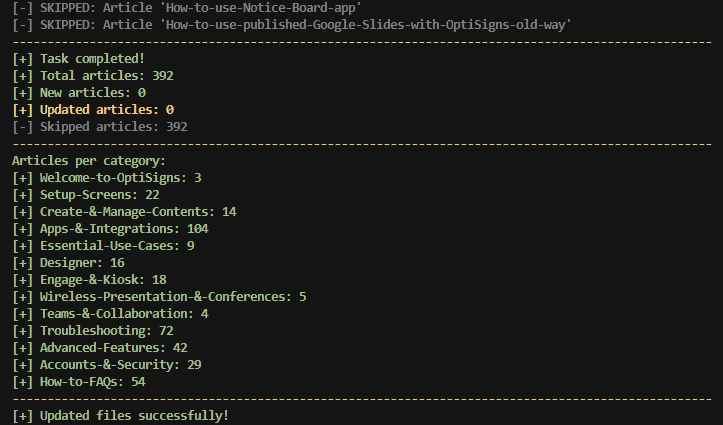 [-] SKIPPED: Article 'How-to-use-Notice-Board-app'
[-] SKIPPED: Article 'How-to-use-published-Google-Slides-with-OptiSigns-old-way'
----------------------------------------------------------------------------------------------------
[+] Task completed!
[+] Total articles: 392
[+] New articles: 0
[+] Updated articles: 0
[-] Skipped articles: 392
----------------------------------------------------------------------------------------------------
Articles per category:
[+] Welcome-to-OptiSigns: 3
[+] Setup-Screens: 22
[+] Create-&-Manage-Contents: 14
[+] Apps-&-Integrations: 104
[+] Essential-Use-Cases: 9
[+] Designer: 16
[+] Engage-&-Kiosk: 18
[+] Wireless-Presentation-&-Conferences: 5
[+] Teams-&-Collaboration: 4
[+] Troubleshooting: 72
[+] Advanced-Features: 42
[+] Accounts-&-Security: 29
[+] How-to-FAQs: 54
----------------------------------------------------------------------------------------------------
[+] Updated files successfully!